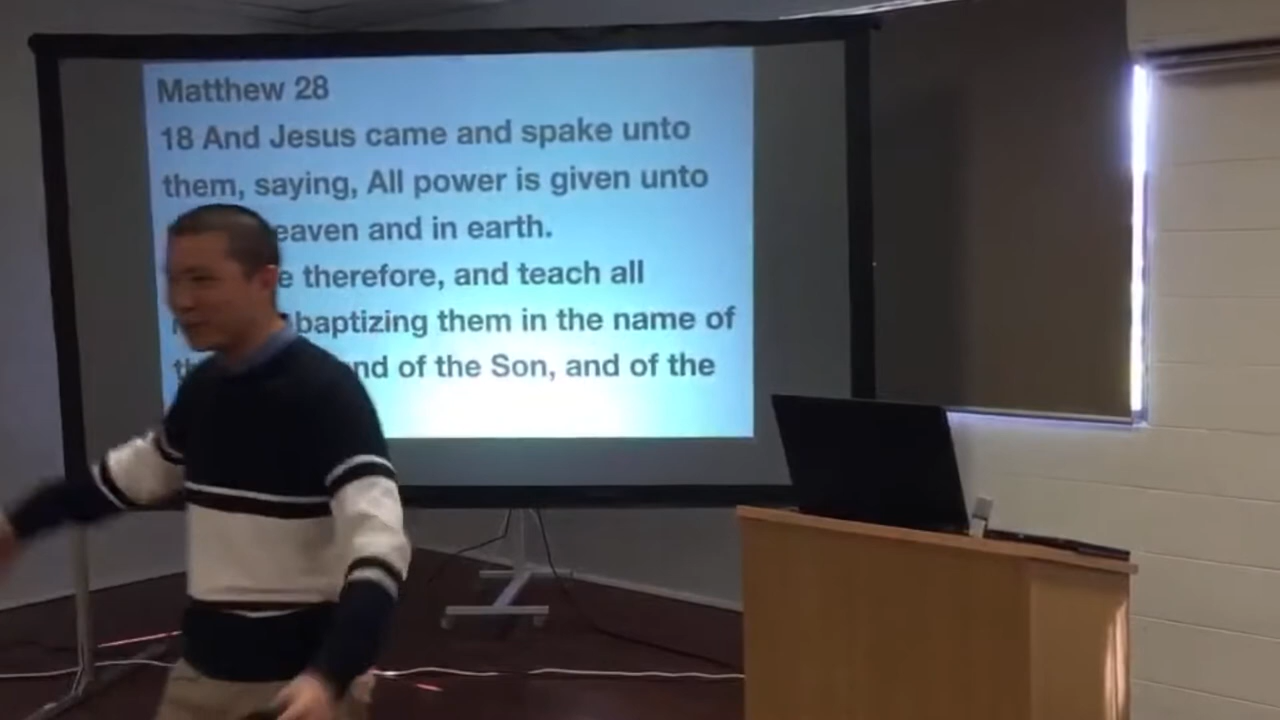 Matthew 28
18 And Jesus came and spake unto
them, saying, All power is given unto
eaven and in earth.
e therefore, and teach all
baptizing them in the name of
nd of the Son, and of the